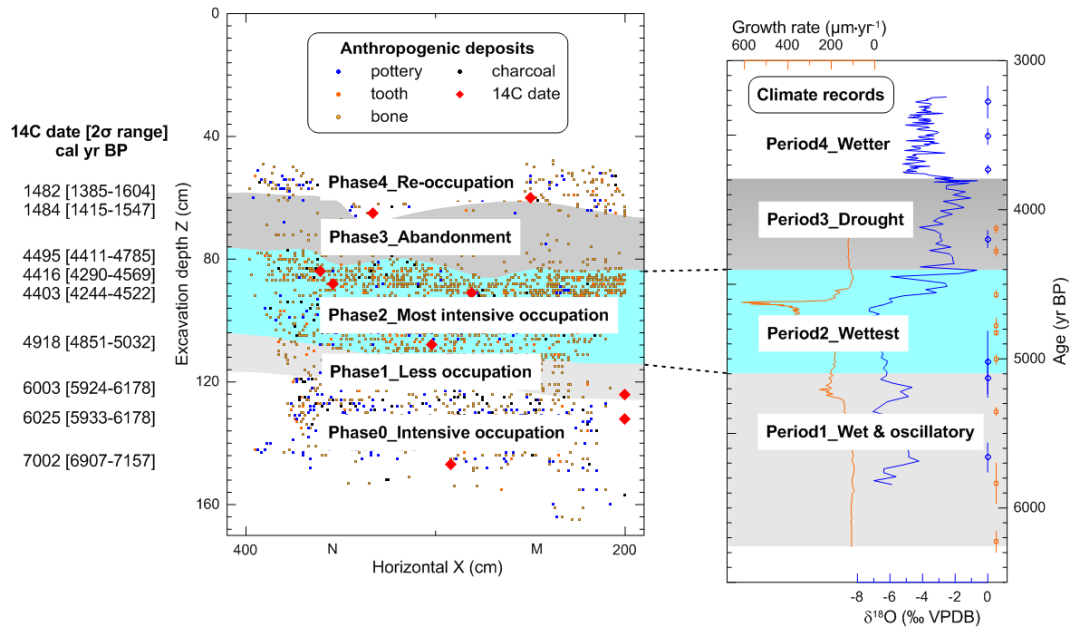 14C date [2σ range]
cal yr BP
1482 [1385-1604]
1484 [1415-1547]
4495 [4411-4785]
4416 [4290-4569]
4403 [4244-4522]
4918 [4851-5032]
6003 [5924-6178]
6025 [5933-6178]
7002 [6907-7157]
Excavation depth Z (cm)
0
40
80
120
160
Anthropogenic deposits
pottery
charcoal
tooth
14C date
bone
Phase4_Re-occupation
Phase3_Abandonment
Phase2_Most intensive occupation
Phase1_Less occupation
Phase0_Intensive occupation
400
N
M
200
Horizontal X (cm)
Growth rate (μm·yr⁻¹)
600
400
200
0
Climate records
Period4_Wetter
Period3_Drought
Period2_Wettest
Period1_Wet & oscillatory
3000
4000
5000
6000
Age (yr BP)
-8
-6
-4
-2
0
δ¹⁸O (‰ VPDB)